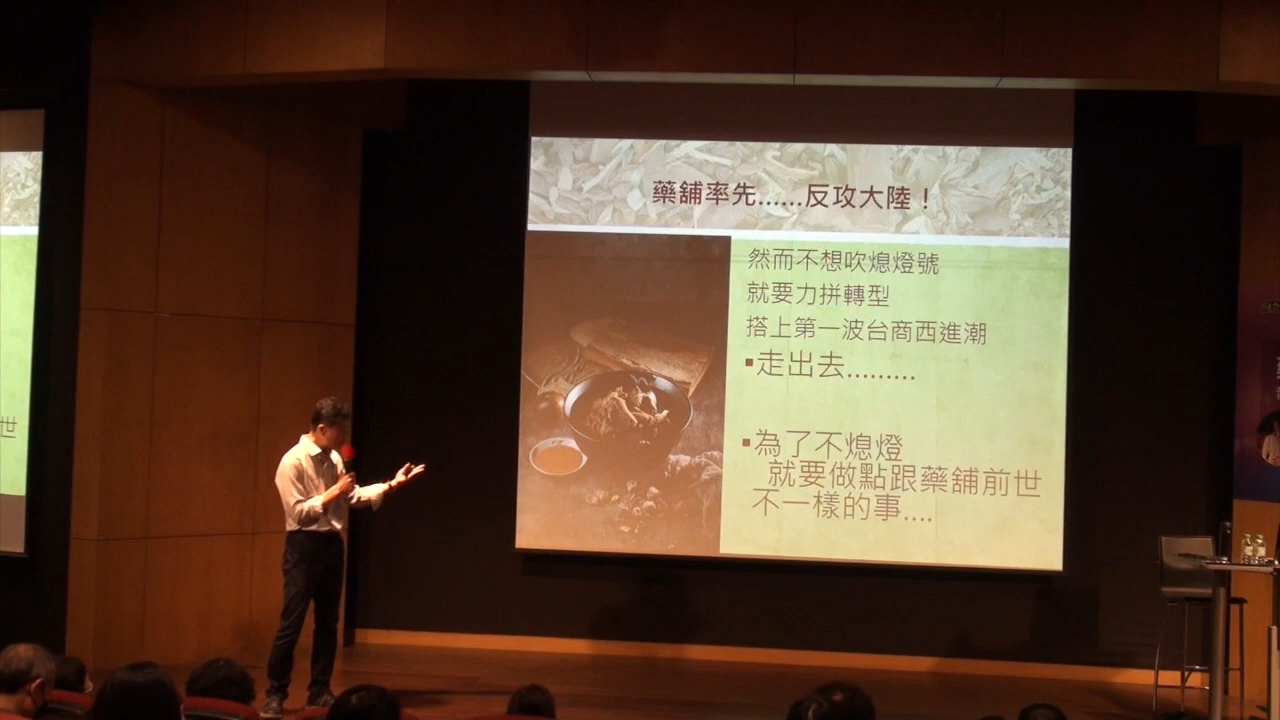 藥舖率先......反攻大陸！
然而不想吹熄燈號
就要力拼轉型
搭上第一波台商西進潮
▪走出去.........
▪為了不熄燈
就要做點跟藥舖前世
不一樣的事....
世